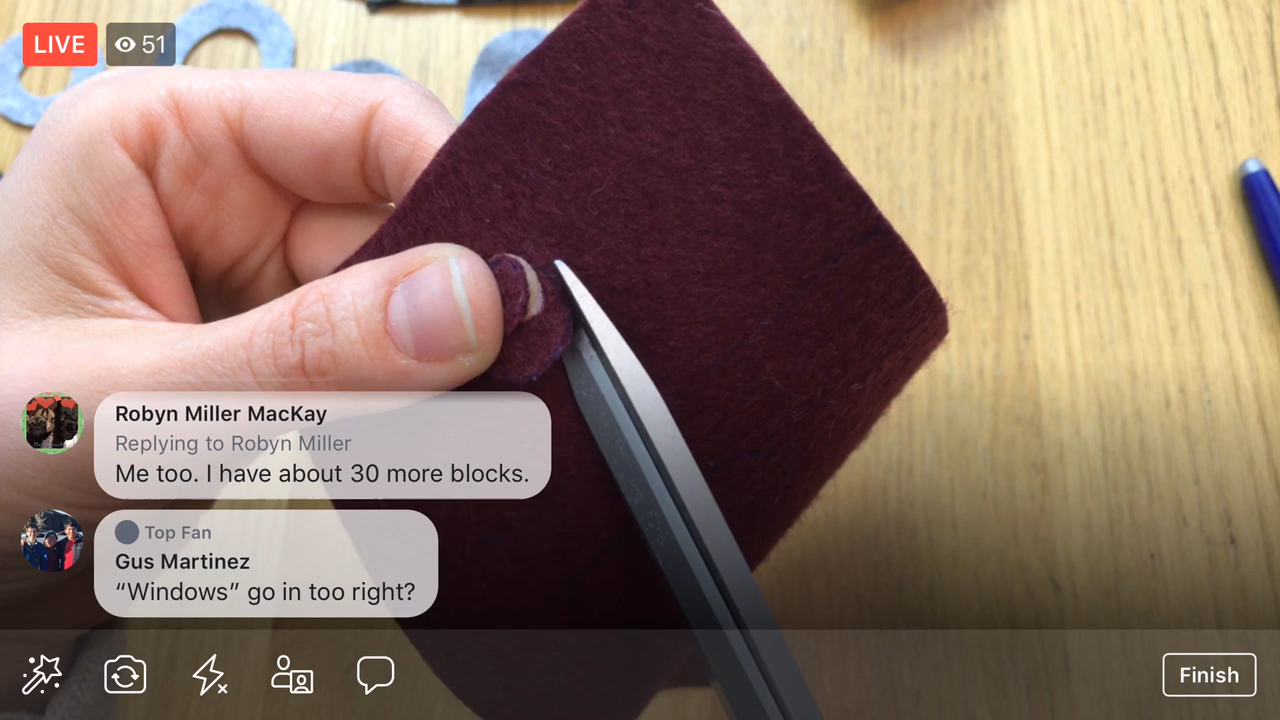 LIVE
51
Robyn Miller MacKay
Replying to Robyn Miller
Me too. I have about 30 more blocks.
Top Fan
Gus Martinez
“Windows” go in too right?
Finish